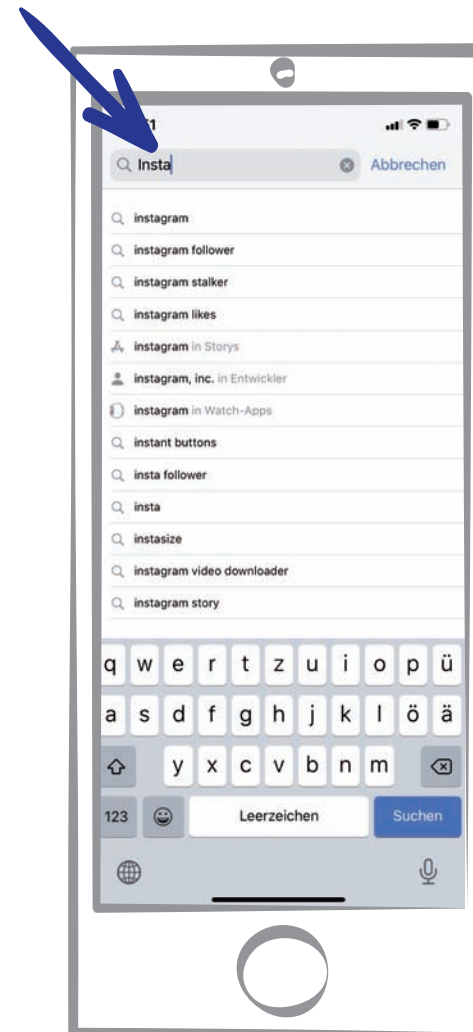 Insta Abbrechen
instagram
instagram follower
instagram stalker
instagram likes
instagram in Storys
instagram, inc. in Entwickler
instagram in Watch-Apps
instant buttons
insta follower
insta
instasize
instagram video downloader
instagram story
q w e r t z u i o p ü
a s d f g h j k l ö ä
y x c v b n m
123 Leerzeichen Suchen